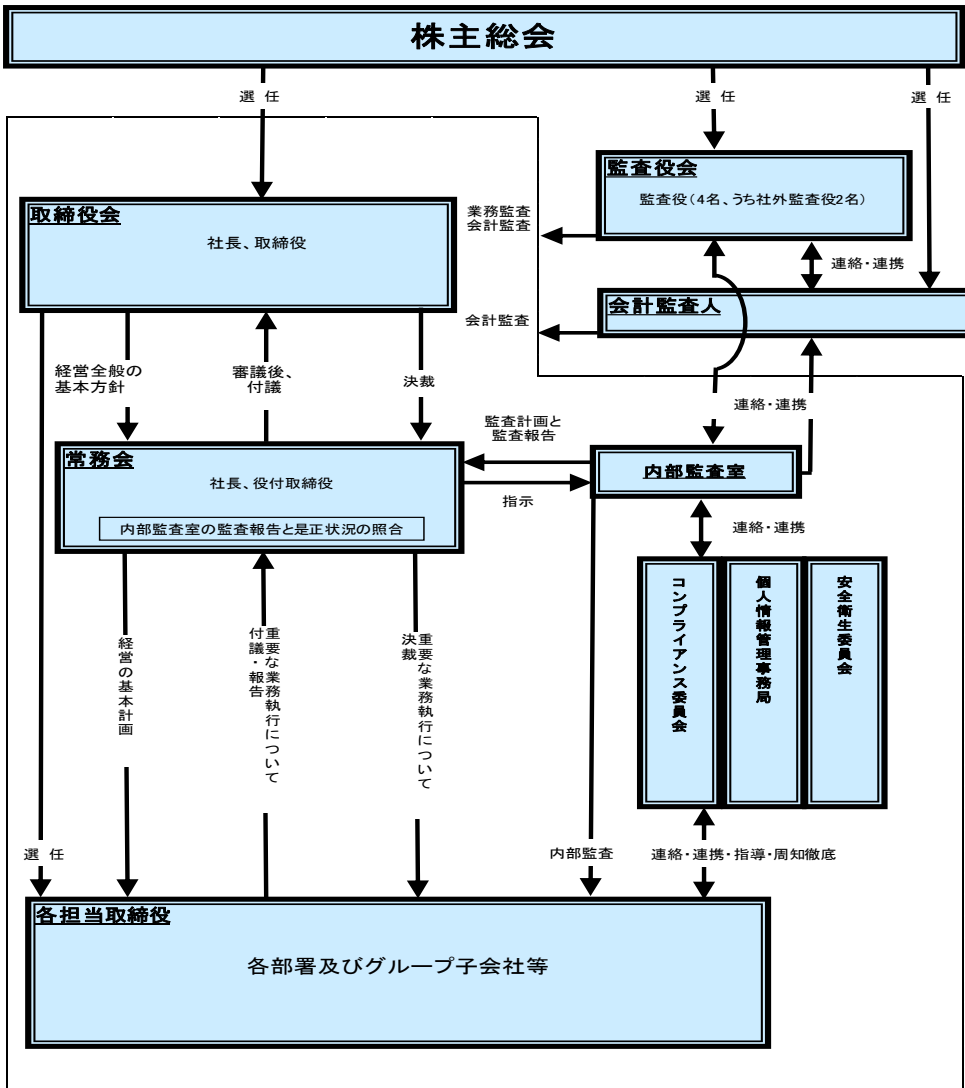 株主総会
選 任
選 任
選 任
監査役会
監査役（4名、うち社外監査役2名）
取締役会
社長、取締役
業務監査
会計監査
連絡・連携
会計監査人
会計監査
経営全般の
基本方針
審議後、
付議
決裁
連絡・連携
監査計画と
監査報告
常務会
社長、役付取締役
内部監査室の監査報告と是正状況の照合
指示
内部監査室
連絡・連携
コンプライアンス委員会
個人情報管理事務局
安全衛生委員会
経営の基本計画
重要な業務執行について
付議・報告
重要な業務執行について
決裁
選 任
内部監査
連絡・連携・指導・周知徹底
各担当取締役
各部署及びグループ子会社等